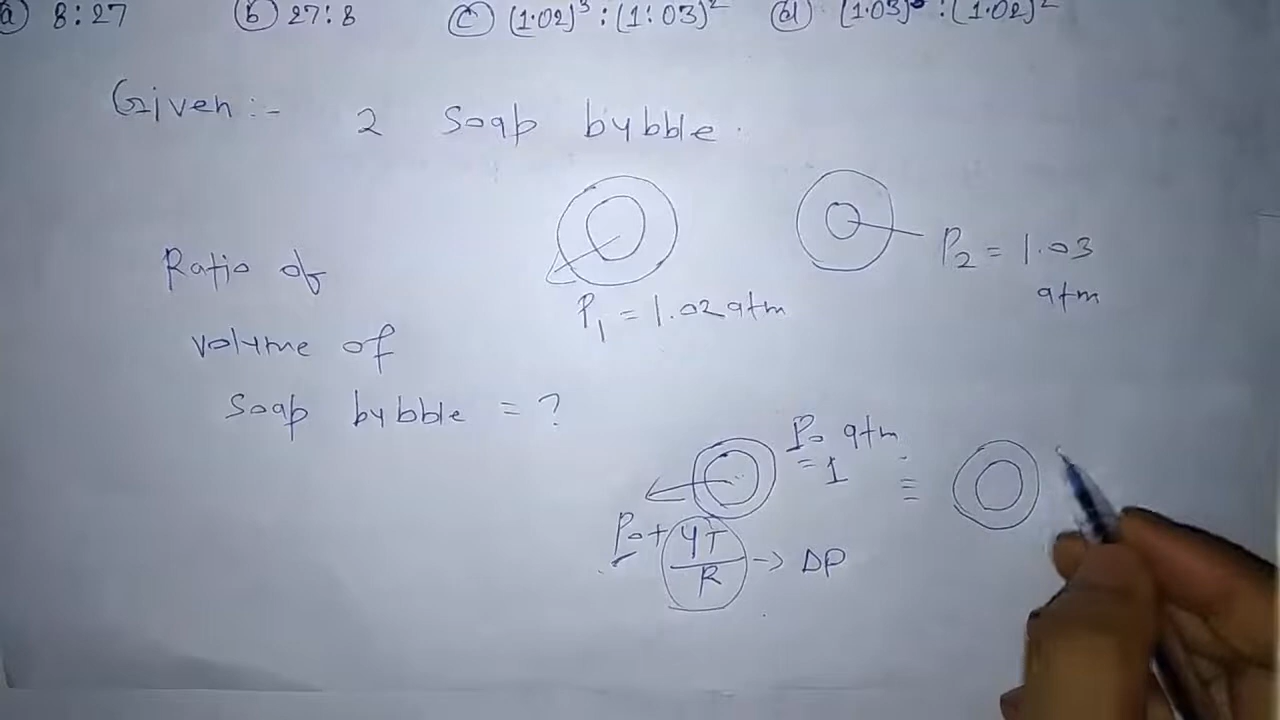 (a) 8:27 (b) 27:8 (c) (1.02)³ : (1.03)² (d) (1.03)³ : (1.02)²
Given :- 2 Soap bubble.
P₂ = 1.03
atm
P₁ = 1.02 atm
Ratio of
volume of
Soap bubble = ?
P₀ atm
= 1
≡
P₀ + 4T/R → ΔP